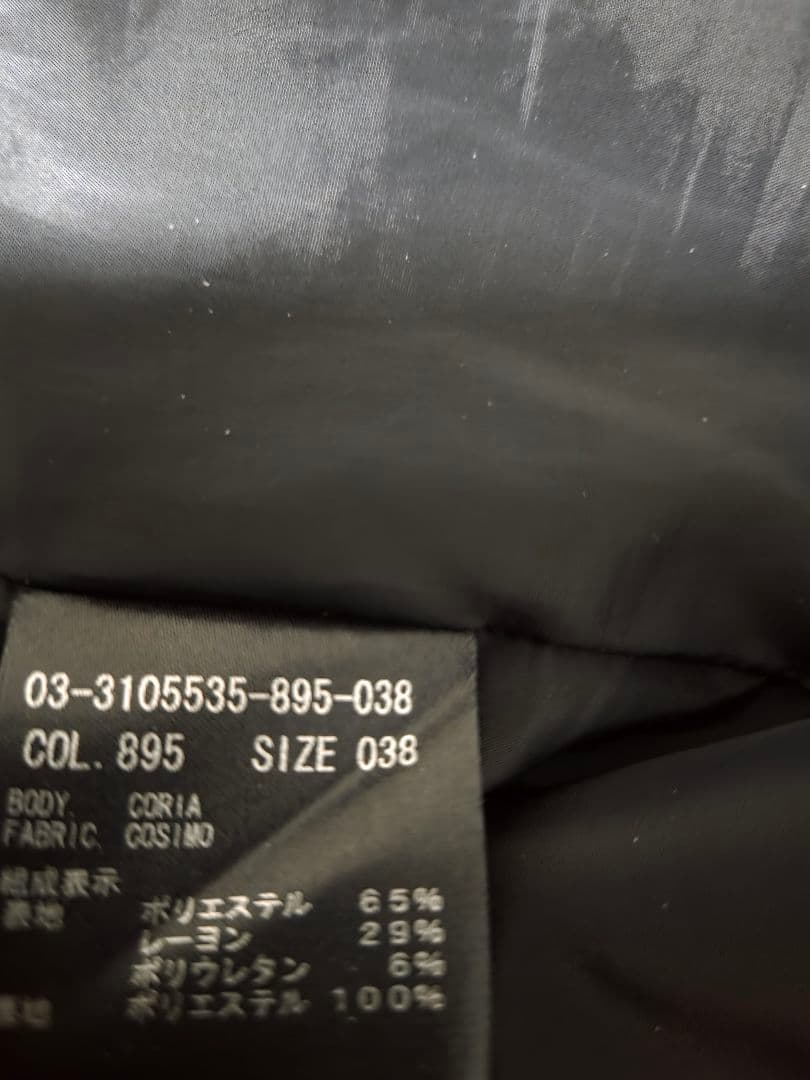 03-3105535-895-038
COL. 895 SIZE 038
BODY. CORIA
FABRIC. COSIMO
組成表示
表地 ポリエステル 65%
レーヨン 29%
ポリウレタン 6%
ポリエステル 100%